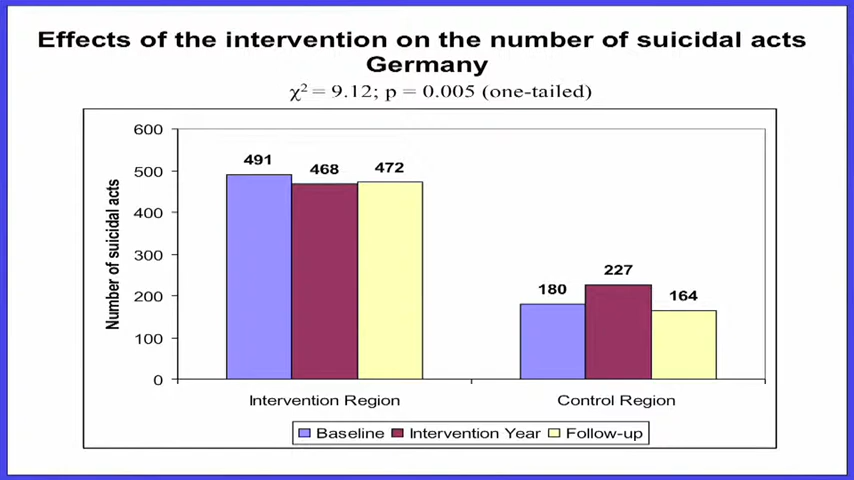 Effects of the intervention on the number of suicidal acts
Germany
χ² = 9.12; p = 0.005 (one-tailed)
Number of suicidal acts
600
500
400
300
200
100
0
491
468
472
180
227
164
Intervention Region
Control Region
Baseline
Intervention Year
Follow-up